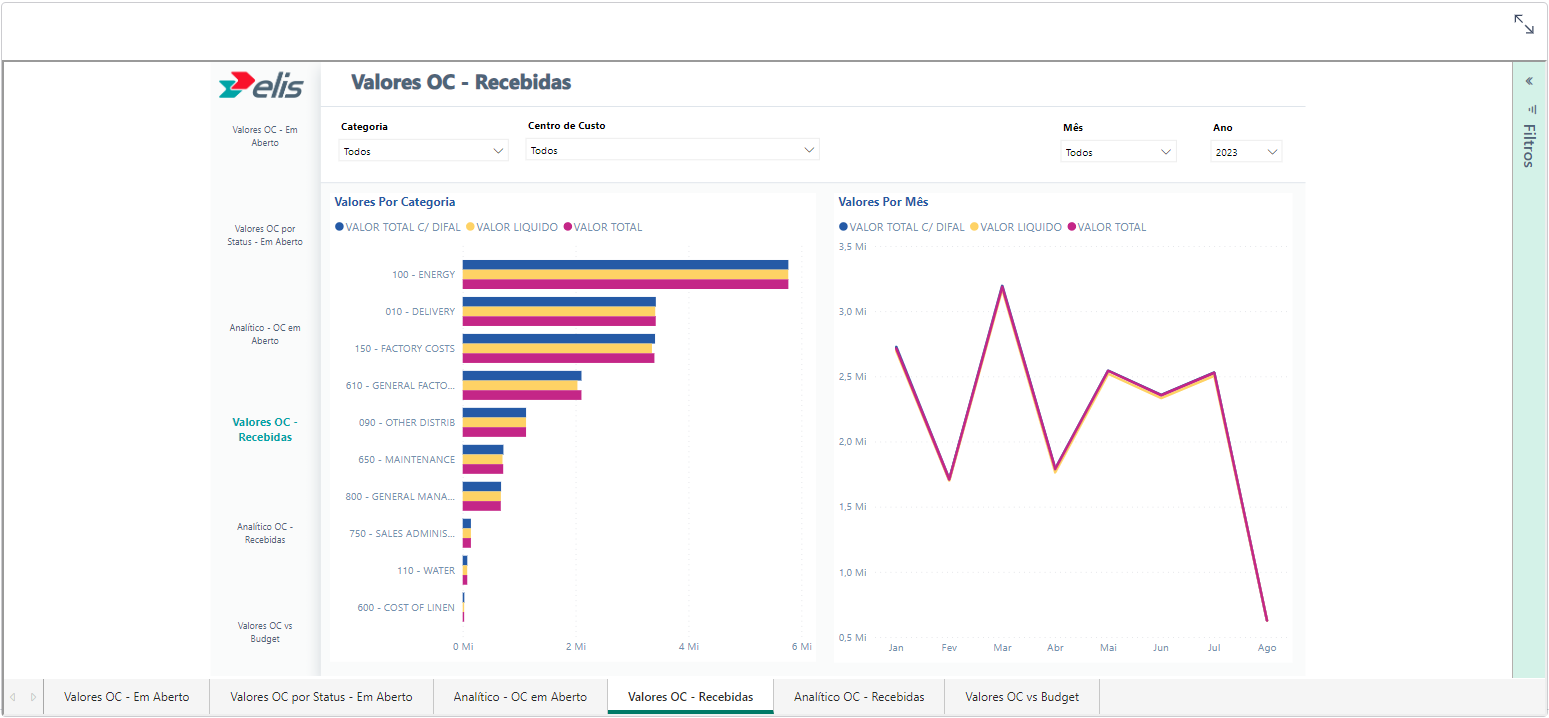 elis
Valores OC - Em
Aberto
Valores OC por
Status - Em Aberto
Analítico - OC em
Aberto
Valores OC -
Recebidas
Analítico OC -
Recebidas
Valores OC vs
Budget
Valores OC - Recebidas
Categoria
Todos
Centro de Custo
Todos
Mês
Todos
Ano
2023
Valores Por Categoria
VALOR TOTAL C/ DIFAL VALOR LIQUIDO VALOR TOTAL
100 - ENERGY
010 - DELIVERY
150 - FACTORY COSTS
610 - GENERAL FACTO...
090 - OTHER DISTRIB
650 - MAINTENANCE
800 - GENERAL MANA...
750 - SALES ADMINIS...
110 - WATER
600 - COST OF LINEN
0 Mi 2 Mi 4 Mi 6 Mi
Valores Por Mês
VALOR TOTAL C/ DIFAL VALOR LIQUIDO VALOR TOTAL
3,5 Mi
3,0 Mi
2,5 Mi
2,0 Mi
1,5 Mi
1,0 Mi
0,5 Mi
Jan Fev Mar Abr Mai Jun Jul Ago
Filtros
Valores OC - Em Aberto Valores OC por Status - Em Aberto Analítico - OC em Aberto Valores OC - Recebidas Analítico OC - Recebidas Valores OC vs Budget